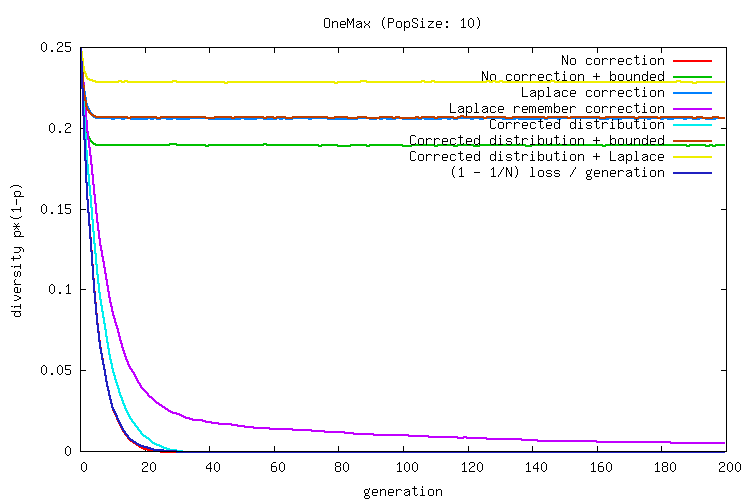 OneMax (PopSize: 10)
0.25
No correction
No correction + bounded
Laplace correction
Laplace remember correction
Corrected distribution
Corrected distribution + bounded
Corrected distribution + Laplace
(1 - 1/N) loss / generation
0.2
0.15
0.1
0.05
0
diversity p*(1-p)
0 20 40 60 80 100 120 140 160 180 200
generation